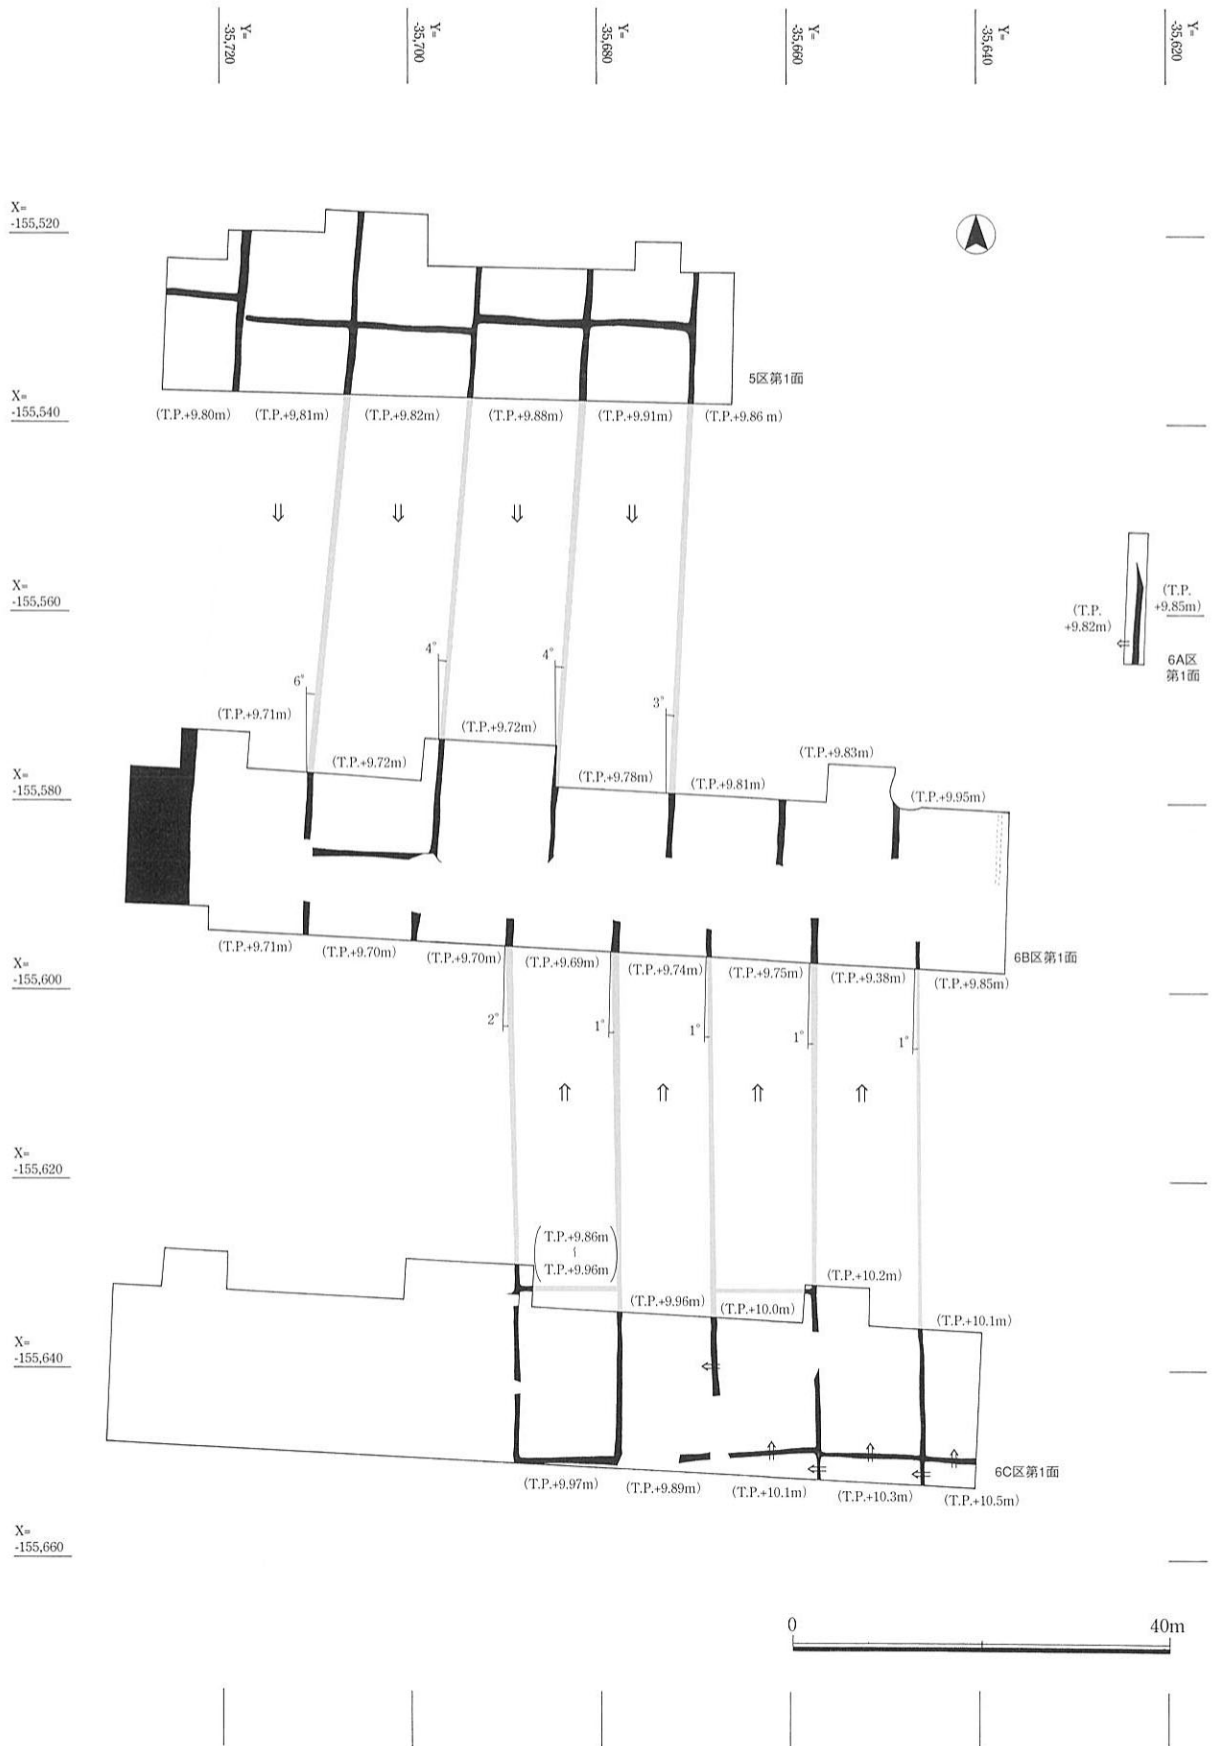 Y=
-35,720
Y=
-35,700
Y=
-35,680
Y=
-35,660
Y=
-35,640
Y=
-35,620
X=
-155,520
5区第1面
X=
-155,540
(T.P.+9.80m)
(T.P.+9,81m)
(T.P.+9.82m)
(T.P.+9.88m)
(T.P.+9.91m)
(T.P.+9.86 m)
⇓
⇓
⇓
⇓
X=
-155,560
(T.P.
+9.82m)
(T.P.
+9.85m)
⇐
6A区
第1面
6°
4°
4°
3°
(T.P.+9.71m)
(T.P.+9.72m)
(T.P.+9.72m)
(T.P.+9.78m)
(T.P.+9.81m)
(T.P.+9.83m)
(T.P.+9.95m)
X=
-155,580
(T.P.+9.71m)
(T.P.+9.70m)
(T.P.+9.70m)
(T.P.+9.69m)
(T.P.+9.74m)
(T.P.+9.75m)
(T.P.+9.38m)
(T.P.+9.85m)
6B区第1面
X=
-155,600
2°
1°
1°
1°
1°
⇑
⇑
⇑
⇑
X=
-155,620
(T.P.+9.86m
~
T.P.+9.96m)
(T.P.+9.96m)
(T.P.+10.0m)
(T.P.+10.2m)
(T.P.+10.1m)
X=
-155,640
⇐
⇑
⇑
⇑
⇐
⇐
6C区第1面
(T.P.+9.97m)
(T.P.+9.89m)
(T.P.+10.1m)
(T.P.+10.3m)
(T.P.+10.5m)
X=
-155,660
0
40m